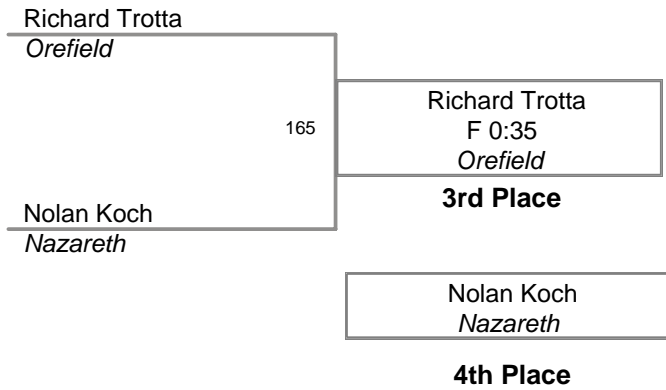 Richard Trotta
Orefield
165
Richard Trotta
F 0:35
Orefield
3rd Place
Nolan Koch
Nazareth
Nolan Koch
Nazareth
4th Place